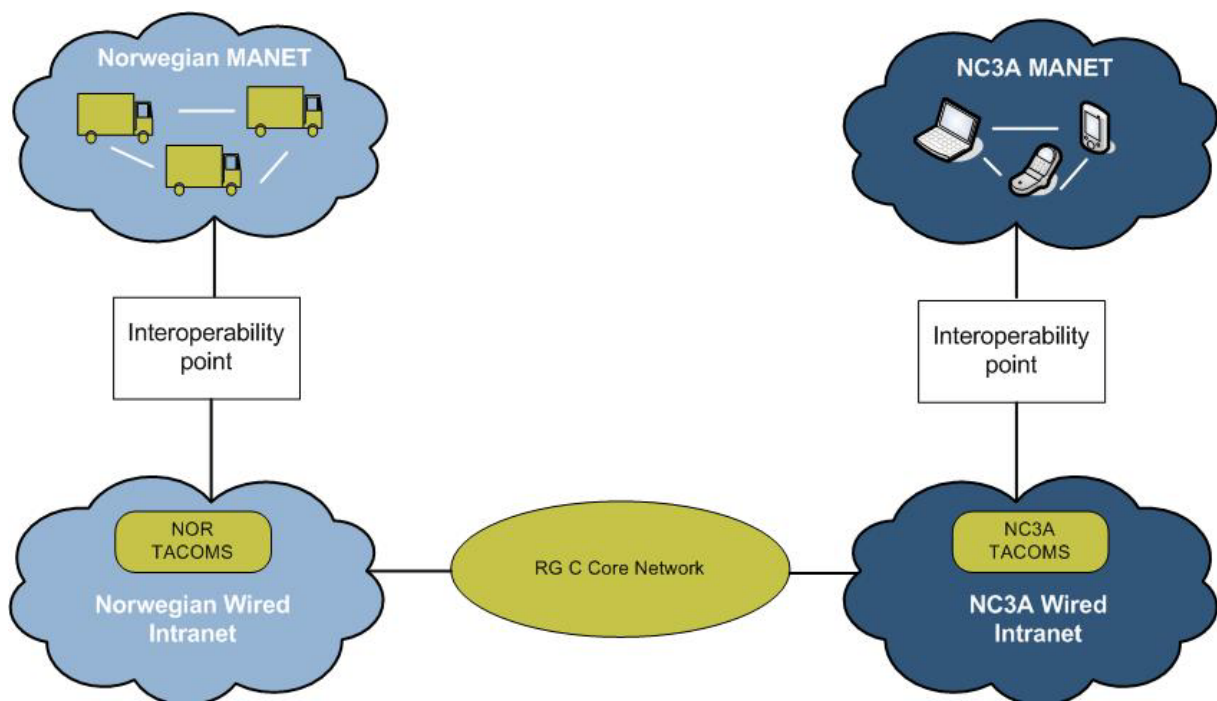 Norwegian MANET
NC3A MANET
Interoperability
point
Interoperability
point
NOR
TACOMS
Norwegian Wired
Intranet
RG C Core Network
NC3A
TACOMS
NC3A Wired
Intranet